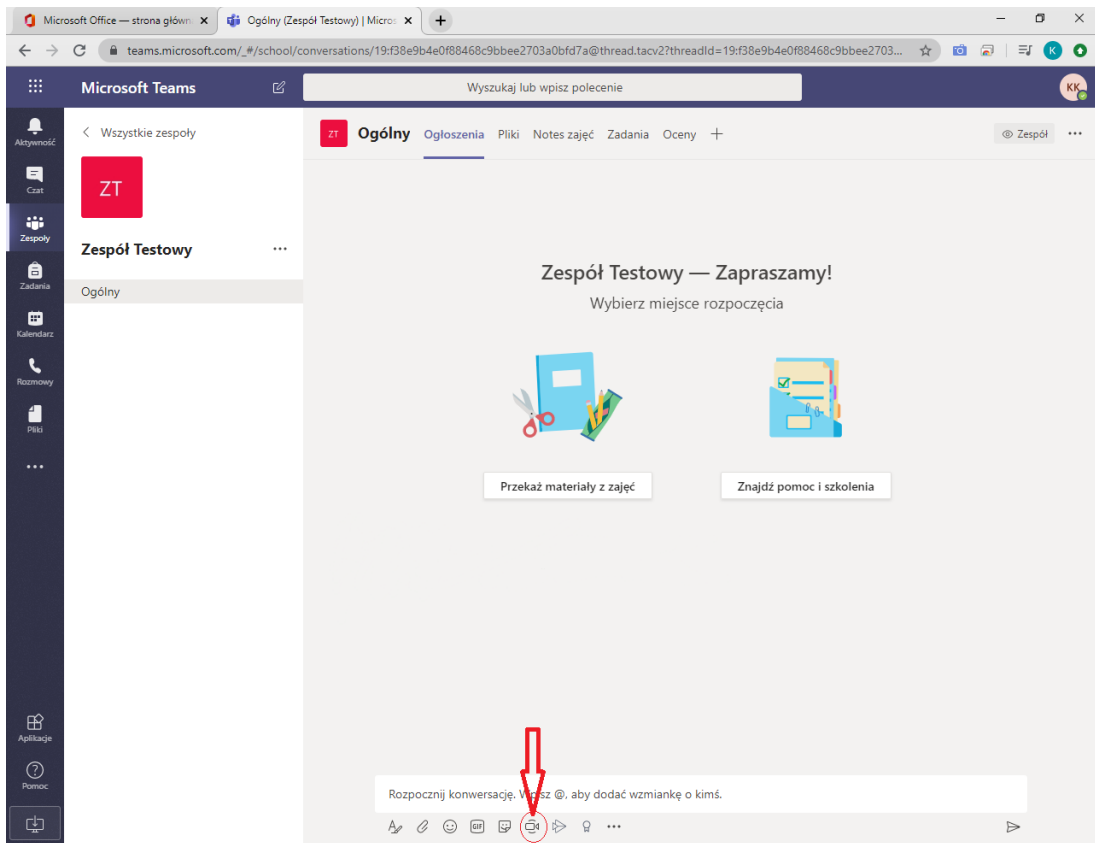 Microsoft Office — strona główn
Ogólny (Zespół Testowy) | Micros
teams.microsoft.com/_#/school/conversations/19:f38e9b4e0f88468c9bbee2703a0bfd7a@thread.tacv2?threadId=19:f38e9b4e0f88468c9bbee2703...
K
Microsoft Teams
Wyszukaj lub wpisz polecenie
KK
Aktywność
Czat
Zespoły
Zadania
Kalendarz
Rozmowy
Pliki
Aplikacje
Pomoc
Wszystkie zespoły
ZT
Zespół Testowy
Ogólny
ZT Ogólny Ogłoszenia Pliki Notes zajęć Zadania Oceny
Zespół
Zespół Testowy — Zapraszamy!
Wybierz miejsce rozpoczęcia
Przekaż materiały z zajęć
Znajdź pomoc i szkolenia
Rozpocznij konwersację. Wpisz @, aby dodać wzmiankę o kimś.
GIF